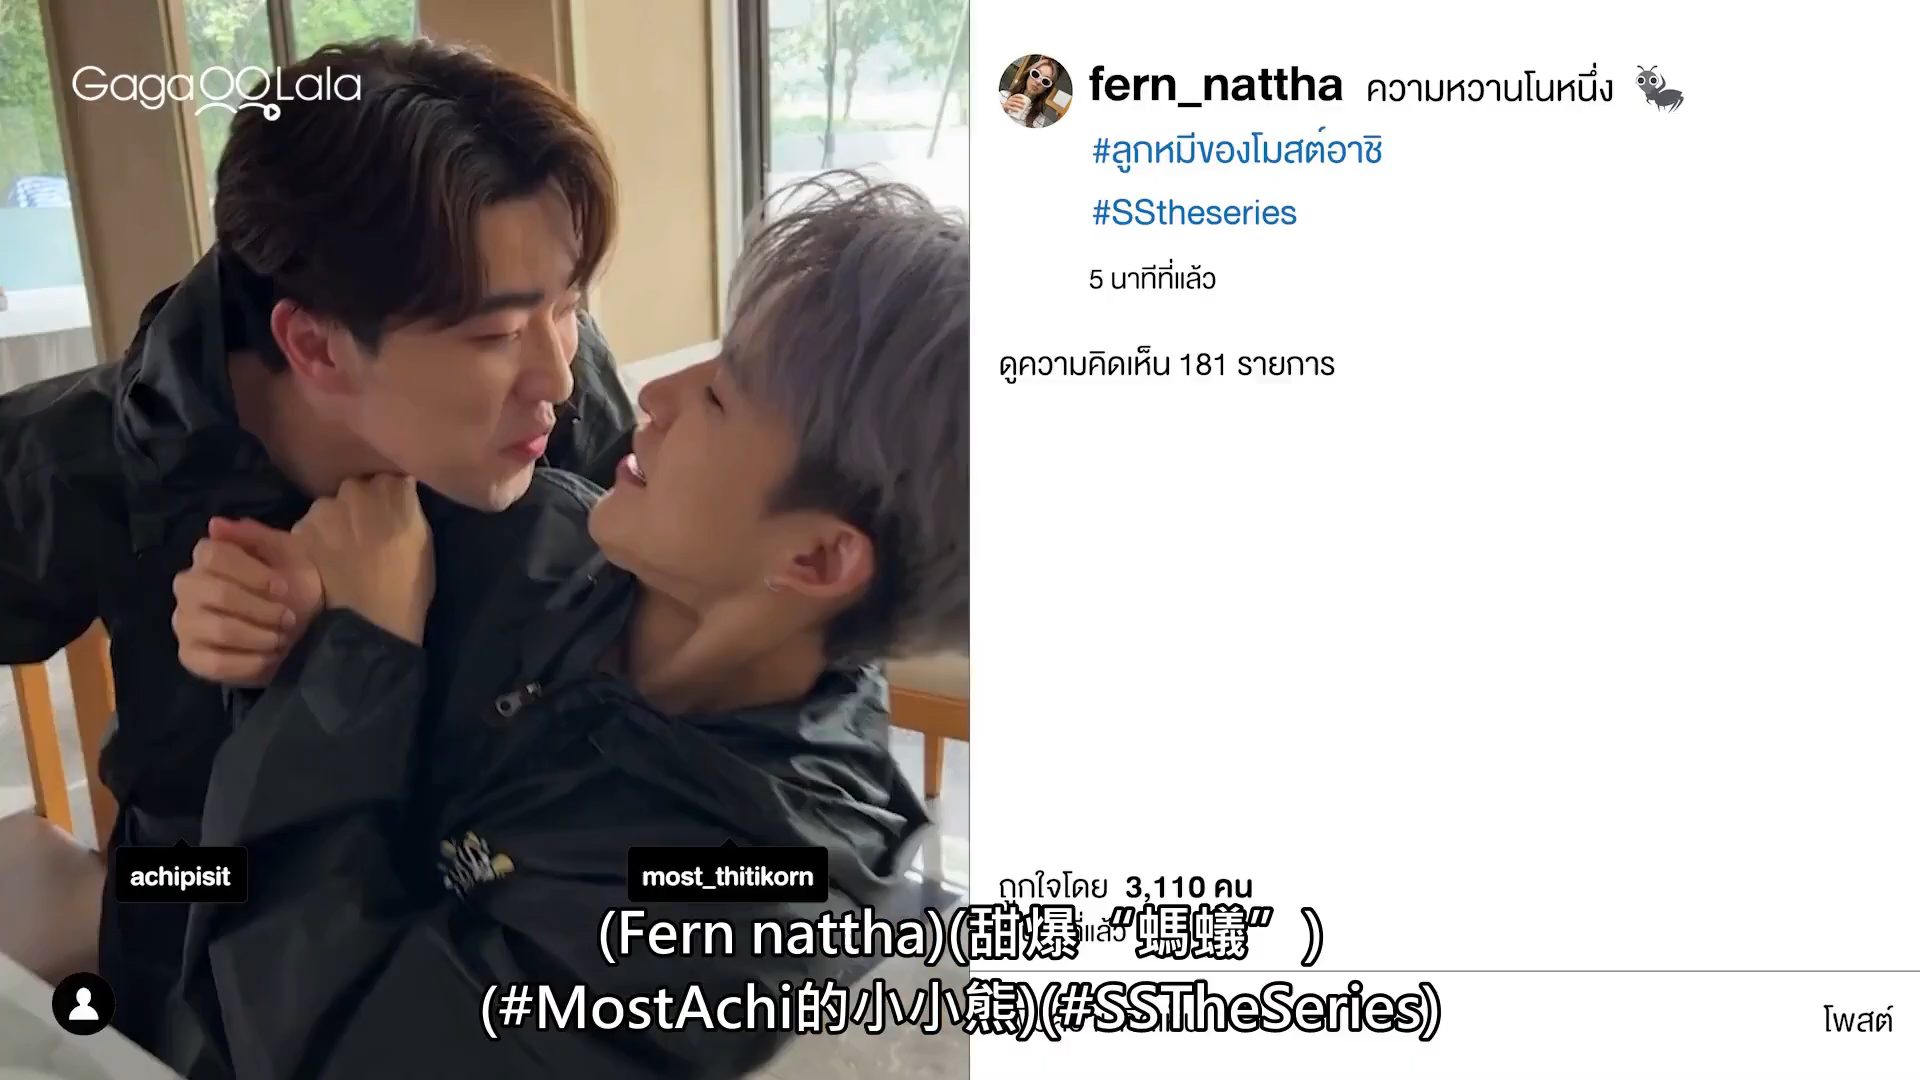 GagaOOLala
fern_nattha ความหวานโนหนึ่ง
#ลูกหมีของโมสต์อาชิ
#SStheseries
5 นาทีที่แล้ว
ดูความคิดเห็น 181 รายการ
achipisit
most_thitikorn
ถูกใจโดย 3,110 คน
ที่แล้ว
(Fern nattha)(甜爆“螞蟻”)
(#MostAchi的小小熊)(#SSTheSeries)
โพสต์